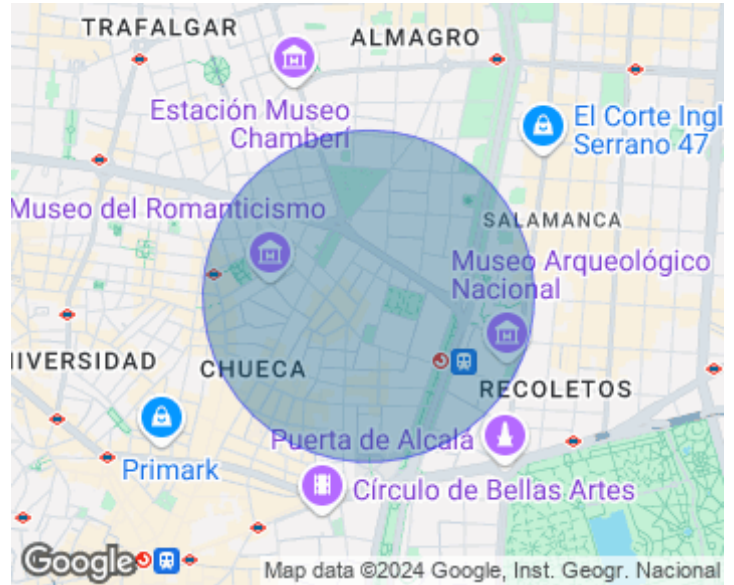 TRAFALGAR
ALMAGRO
Estación Museo
Chamberí
El Corte Ingl
Serrano 47
Museo del Romanticismo
SALAMANCA
Museo Arqueológico
Nacional
IIVERSIDAD
CHUECA
RECOLETOS
Puerta de Alcalá
Primark
Círculo de Bellas Artes
Google
Map data ©2024 Google, Inst. Geogr. Nacional